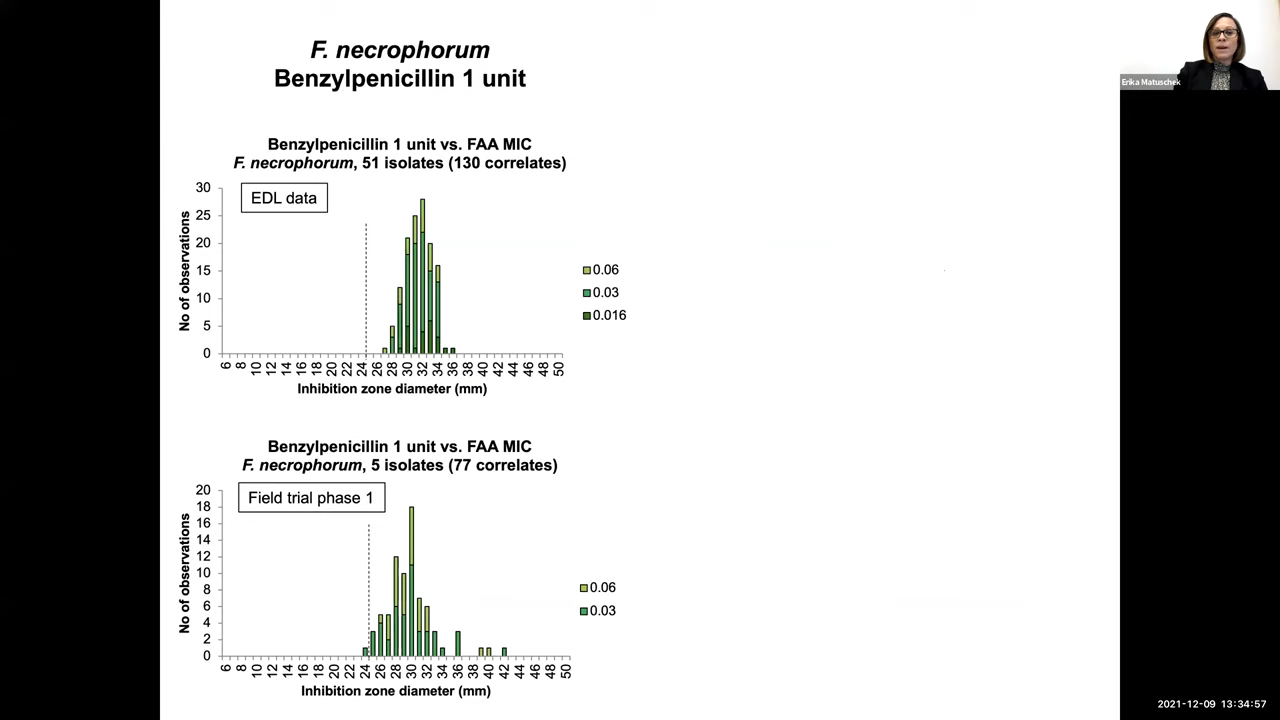 F. necrophorum
Benzylpenicillin 1 unit
Erika Matuschek
Benzylpenicillin 1 unit vs. FAA MIC
F. necrophorum, 51 isolates (130 correlates)
EDL data
No of observations
30
25
20
15
10
5
0
6 8 10 12 14 16 18 20 22 24 26 28 30 32 34 36 38 40 42 44 46 48 50
Inhibition zone diameter (mm)
0.06
0.03
0.016
Benzylpenicillin 1 unit vs. FAA MIC
F. necrophorum, 5 isolates (77 correlates)
Field trial phase 1
No of observations
20
18
16
14
12
10
8
6
4
2
0
6 8 10 12 14 16 18 20 22 24 26 28 30 32 34 36 38 40 42 44 46 48 50
Inhibition zone diameter (mm)
0.06
0.03
2021-12-09 13:34:57